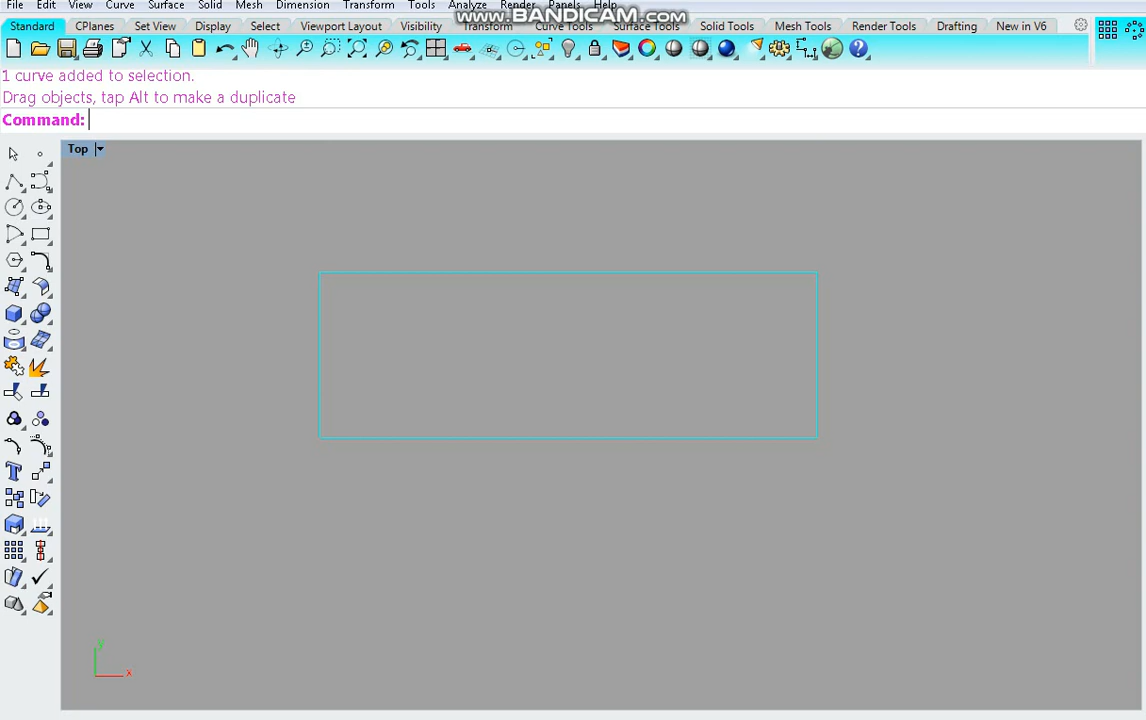 File Edit View Curve Surface Solid Mesh Dimension Transform Tools Analyze Render Panels Help
www.BANDICAM.com
Standard CPlanes Set View Display Select Viewport Layout Visibility Transform Curve Tools Surface Tools Solid Tools Mesh Tools Render Tools Drafting New in V6
1 curve added to selection.
Drag objects, tap Alt to make a duplicate
Command:
Top
y
x